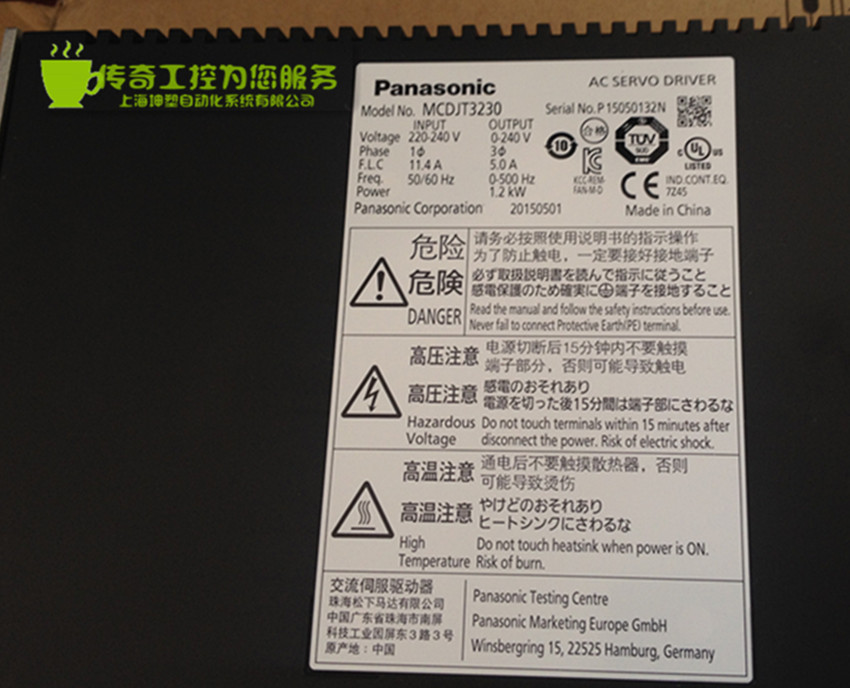 传奇工控为您服务
上海坤塑自动化系统有限公司
Panasonic AC SERVO DRIVER
Model No. MCDJT3230 Serial No.P15050132N
INPUT OUTPUT
Voltage 220-240 V 0-240 V
Phase 1ϕ 3ϕ
F.L.C 11.4 A 5.0 A
Freq. 50/60 Hz 0-500 Hz
Power 1.2 kW
Panasonic Corporation 20150501
合格
10
TÜV
SÜD
C UL US
LISTED
KCC-REM-
FAN-M-D
CE
IND.CONT.EQ.
7Z45
Made in China
危险 请务必按照使用说明书的指示操作
为了防止触电，一定要接好接地端子
危険 必ず取扱説明書を読んで指示に従うこと
感電保護のため確実に⏚端子を接地すること
DANGER Read the manual and follow the safety instructions before use.
Never fail to connect Protective Earth(PE) terminal.
高压注意 电源切断后15分钟内不要触摸
端子部分，否则可能导致触电
高圧注意 感電のおそれあり
電源を切った後15分間は端子部にさわるな
Hazardous Do not touch terminals within 15 minutes after
Voltage disconnect the power. Risk of electric shock.
高温注意 通电后不要触摸散热器，否则
可能导致烫伤
高温注意 やけどのおそれあり
ヒートシンクにさわるな
High Do not touch heatsink when power is ON.
Temperature Risk of burn.
交流伺服驱动器
珠海松下马达有限公司
中国广东省珠海市南屏
科技工业园屏东3路3号
原产地：中国
Panasonic Testing Centre
Panasonic Marketing Europe GmbH
Winsbergring 15, 22525 Hamburg, Germany